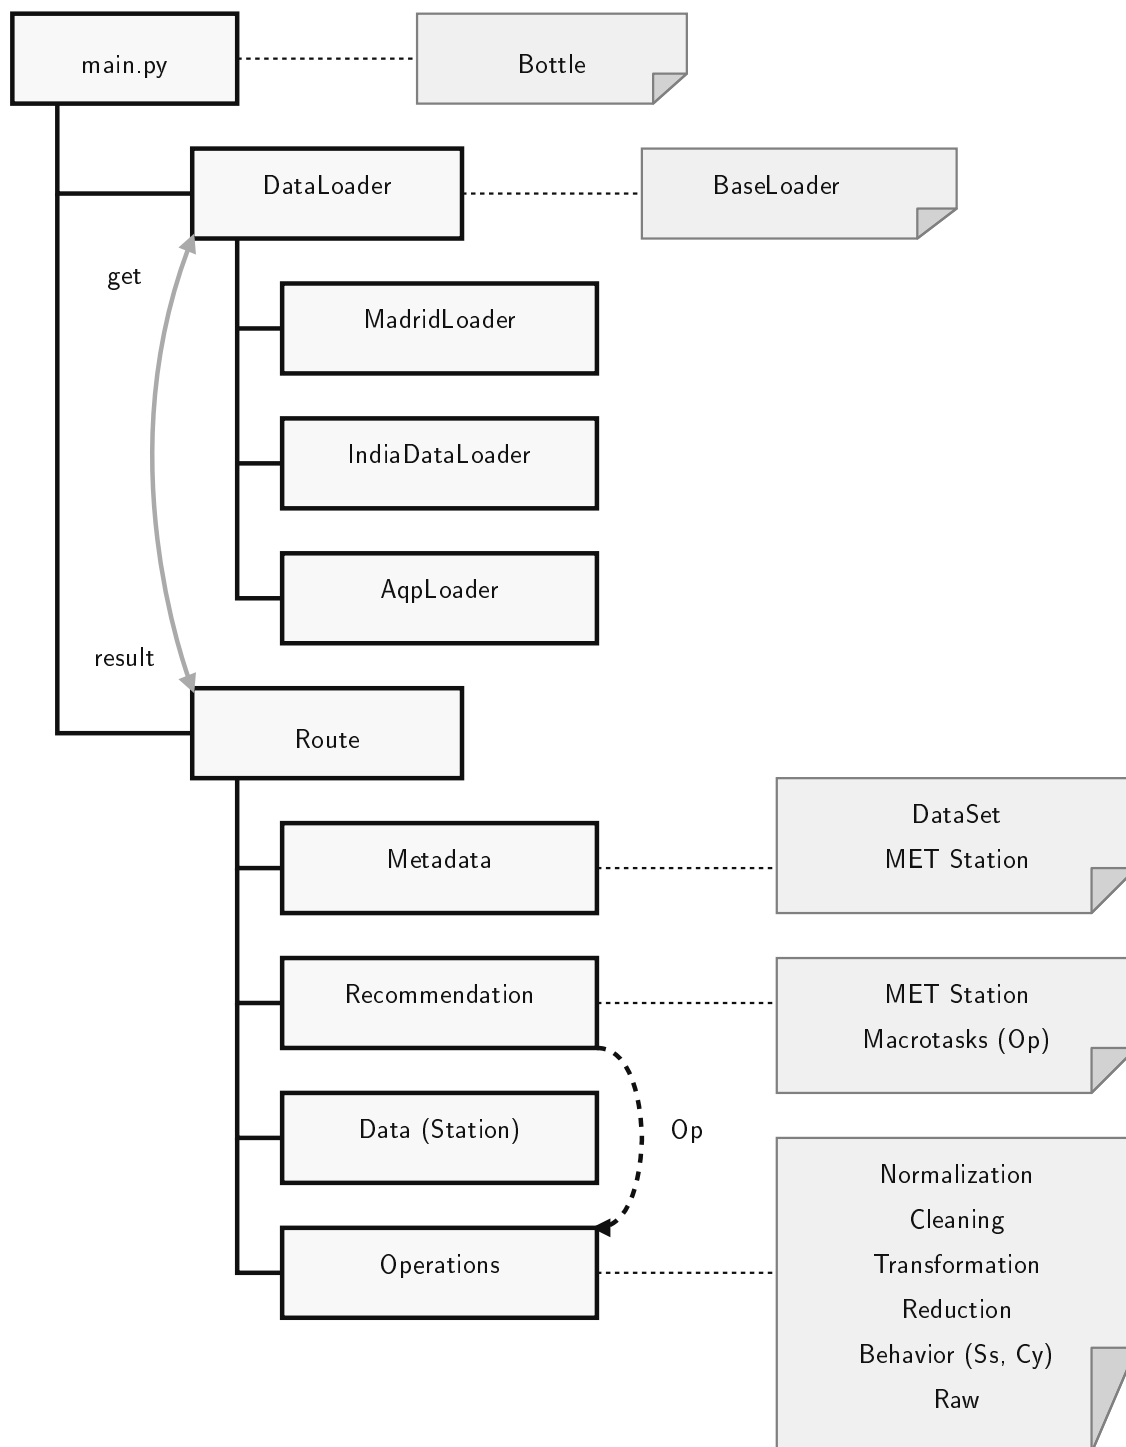 main.py
Bottle
DataLoader
BaseLoader
get
MadridLoader
IndiaDataLoader
AqpLoader
result
Route
DataSet
Metadata
MET Station
Recommendation
MET Station
Macrotasks (Op)
Data (Station)
Op
Normalization
Cleaning
Operations
Transformation
Reduction
Behavior (Ss, Cy)
Raw